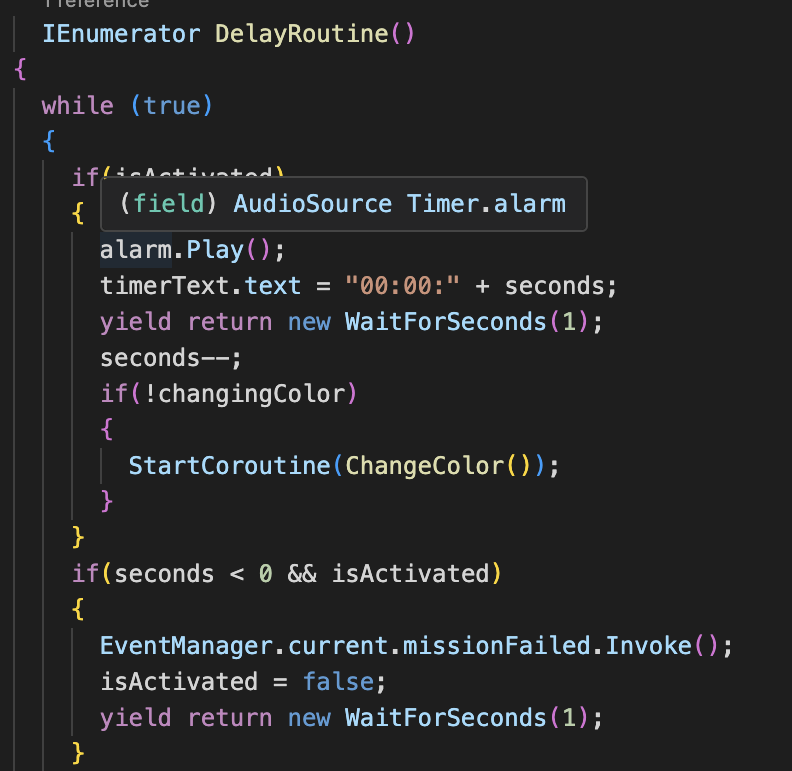 1 reference
IEnumerator DelayRoutine()
{
while (true)
{
if(isActivated)
(field) AudioSource Timer.alarm
{
alarm.Play();
timerText.text = "00:00:" + seconds;
yield return new WaitForSeconds(1);
seconds--;
if(!changingColor)
{
StartCoroutine(ChangeColor());
}
}
if(seconds < 0 && isActivated)
{
EventManager.current.missionFailed.Invoke();
isActivated = false;
yield return new WaitForSeconds(1);
}